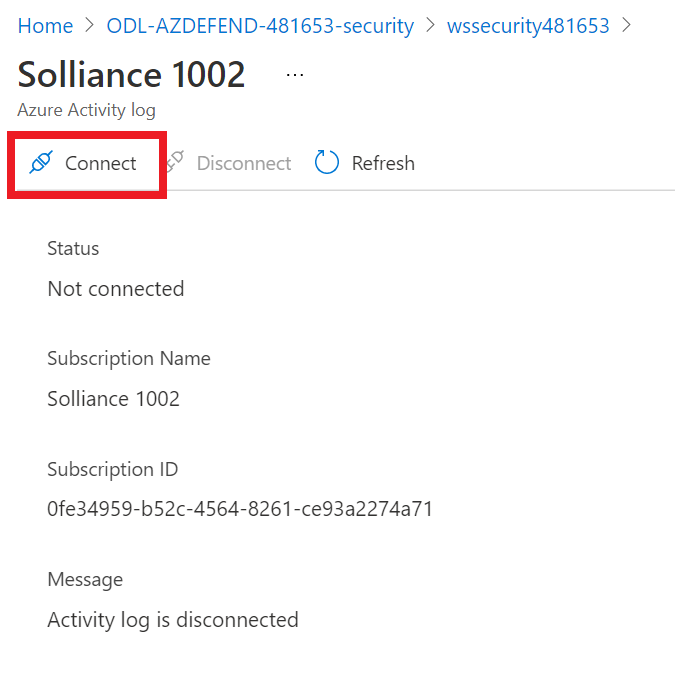 Home > ODL-AZDEFEND-481653-security > wssecurity481653 >
Solliance 1002 ...
Azure Activity log
Connect Disconnect Refresh
Status
Not connected
Subscription Name
Solliance 1002
Subscription ID
0fe34959-b52c-4564-8261-ce93a2274a71
Message
Activity log is disconnected